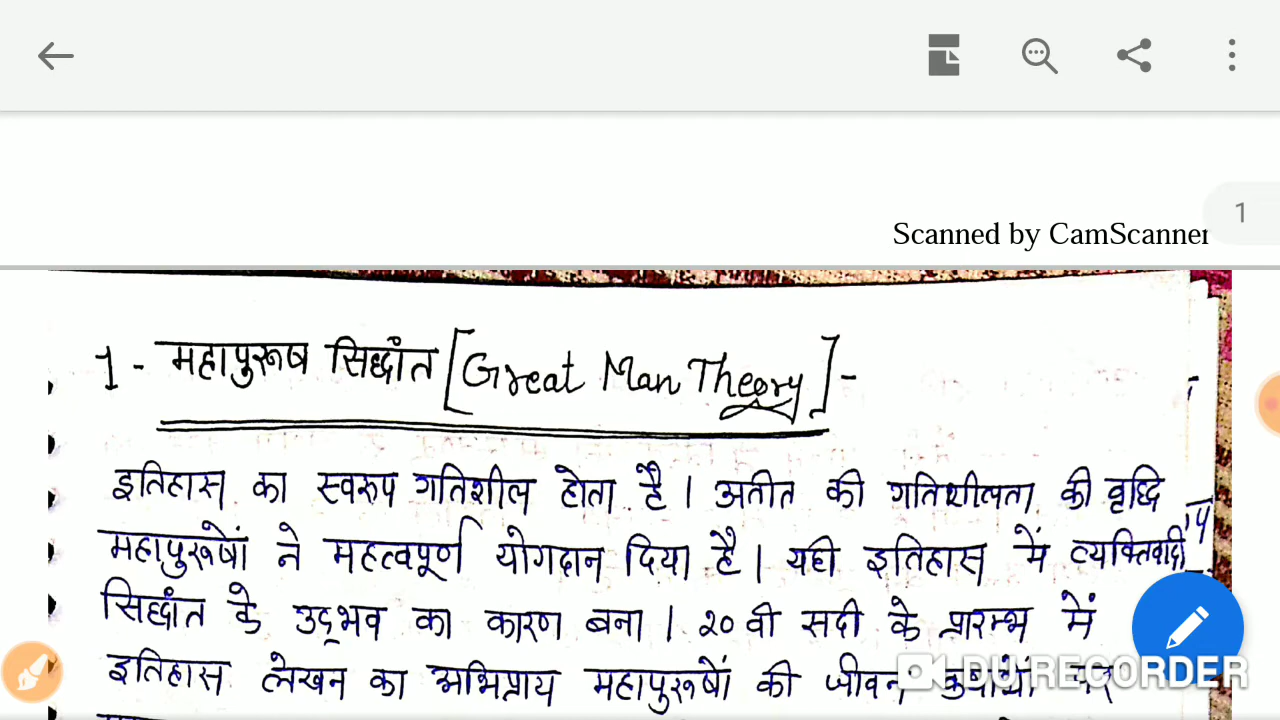 1
Scanned by CamScanner
1 - महापुरूष सिद्धांत [Great Man Theory] -
इतिहास का स्वरूप गतिशील होता है । अतीत की गतिशीलता की वृद्धि
महापुरूषों ने महत्वपूर्ण योगदान दिया है । यही इतिहास में व्यक्तिवादी
सिद्धांत के उद्भव का कारण बना । २० वी सदी के प्रारम्भ में
इतिहास लेखन का अभिप्राय महापुरूषों की जीवन
DU RECORDER